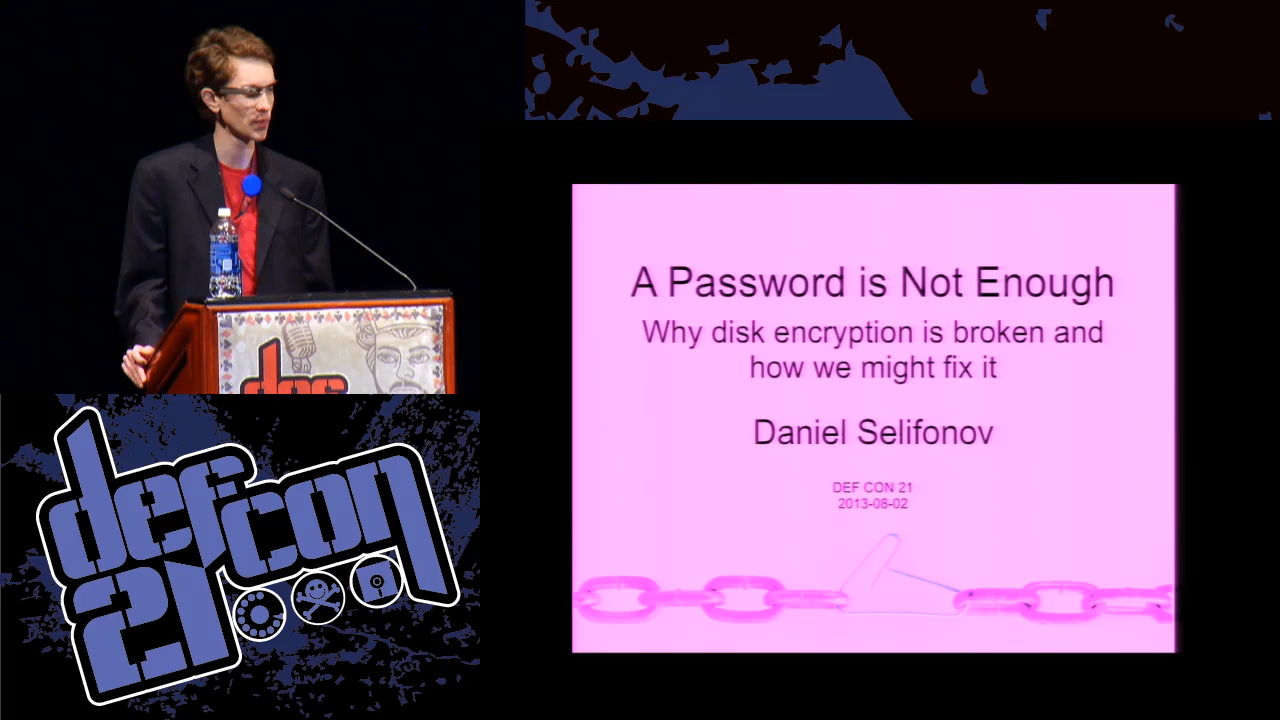 A Password is Not Enough
Why disk encryption is broken and
how we might fix it
Daniel Selifonov
DEF CON 21
2013-08-02
def
defcon
21